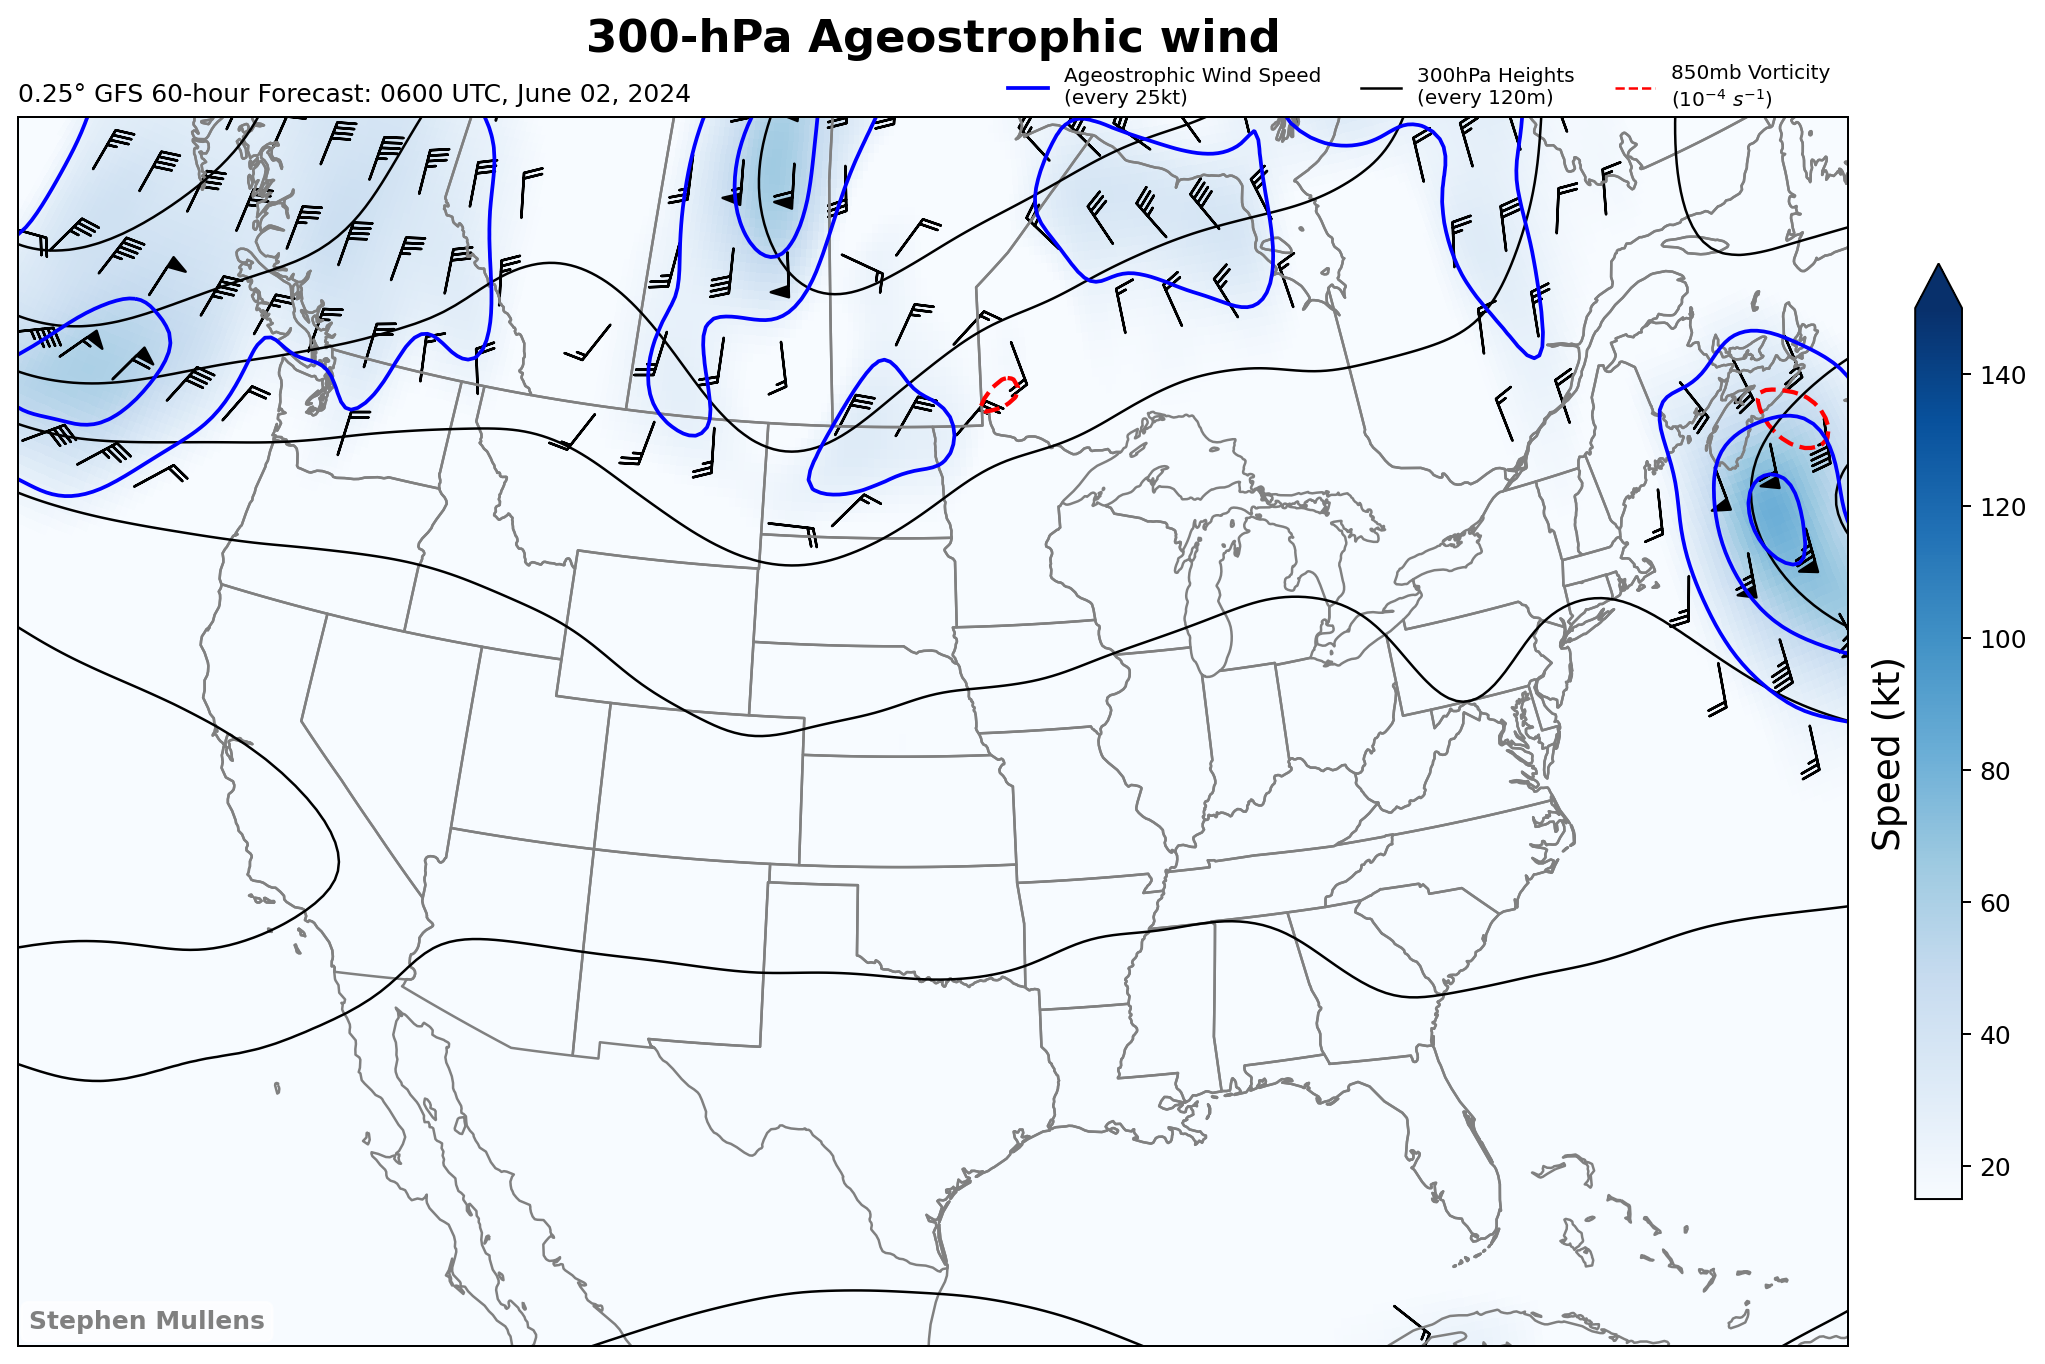 300-hPa Ageostrophic wind
0.25° GFS 60-hour Forecast: 0600 UTC, June 02, 2024
Ageostrophic Wind Speed
(every 25kt)
300hPa Heights
(every 120m)
850mb Vorticity
(10⁻⁴ s⁻¹)
140
120
100
80
60
40
20
Speed (kt)
Stephen Mullens